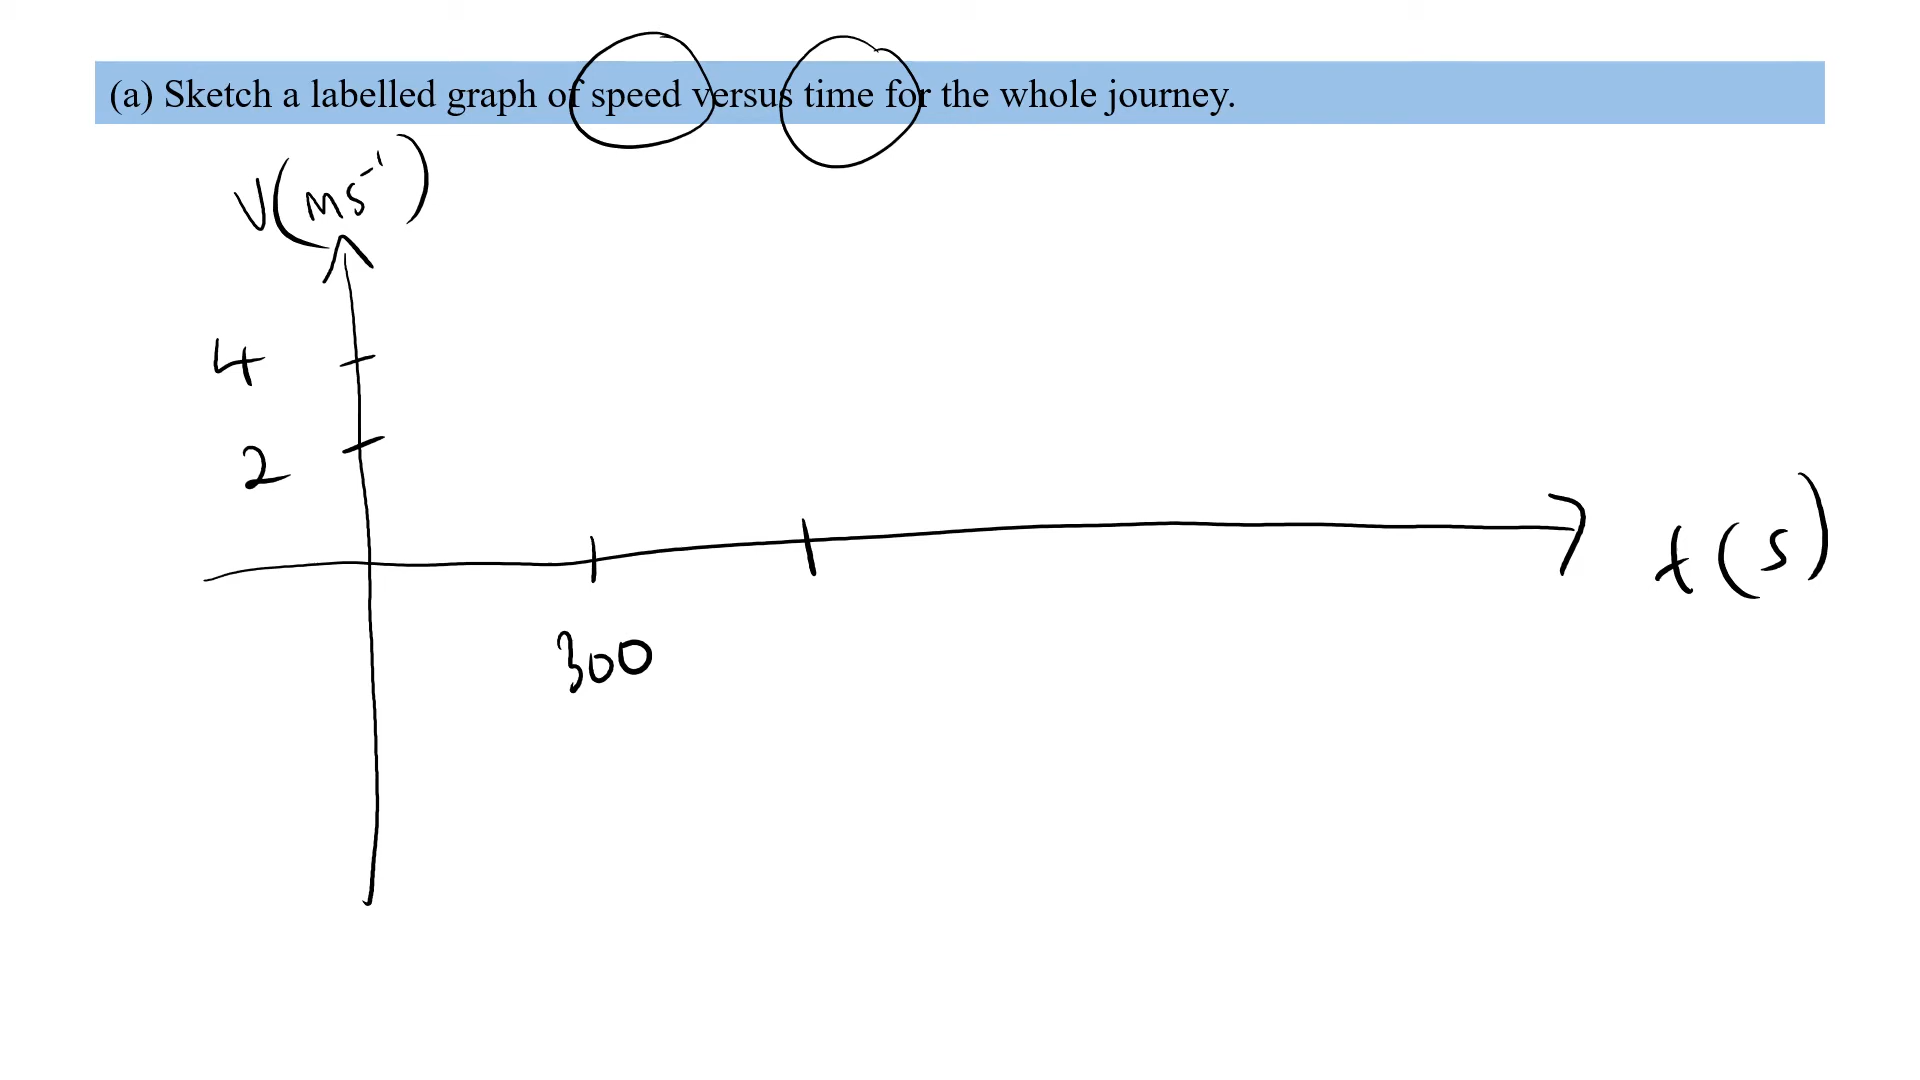 (a) Sketch a labelled graph of speed versus time for the whole journey.
V(ms⁻¹)
4
2
t(s)
300